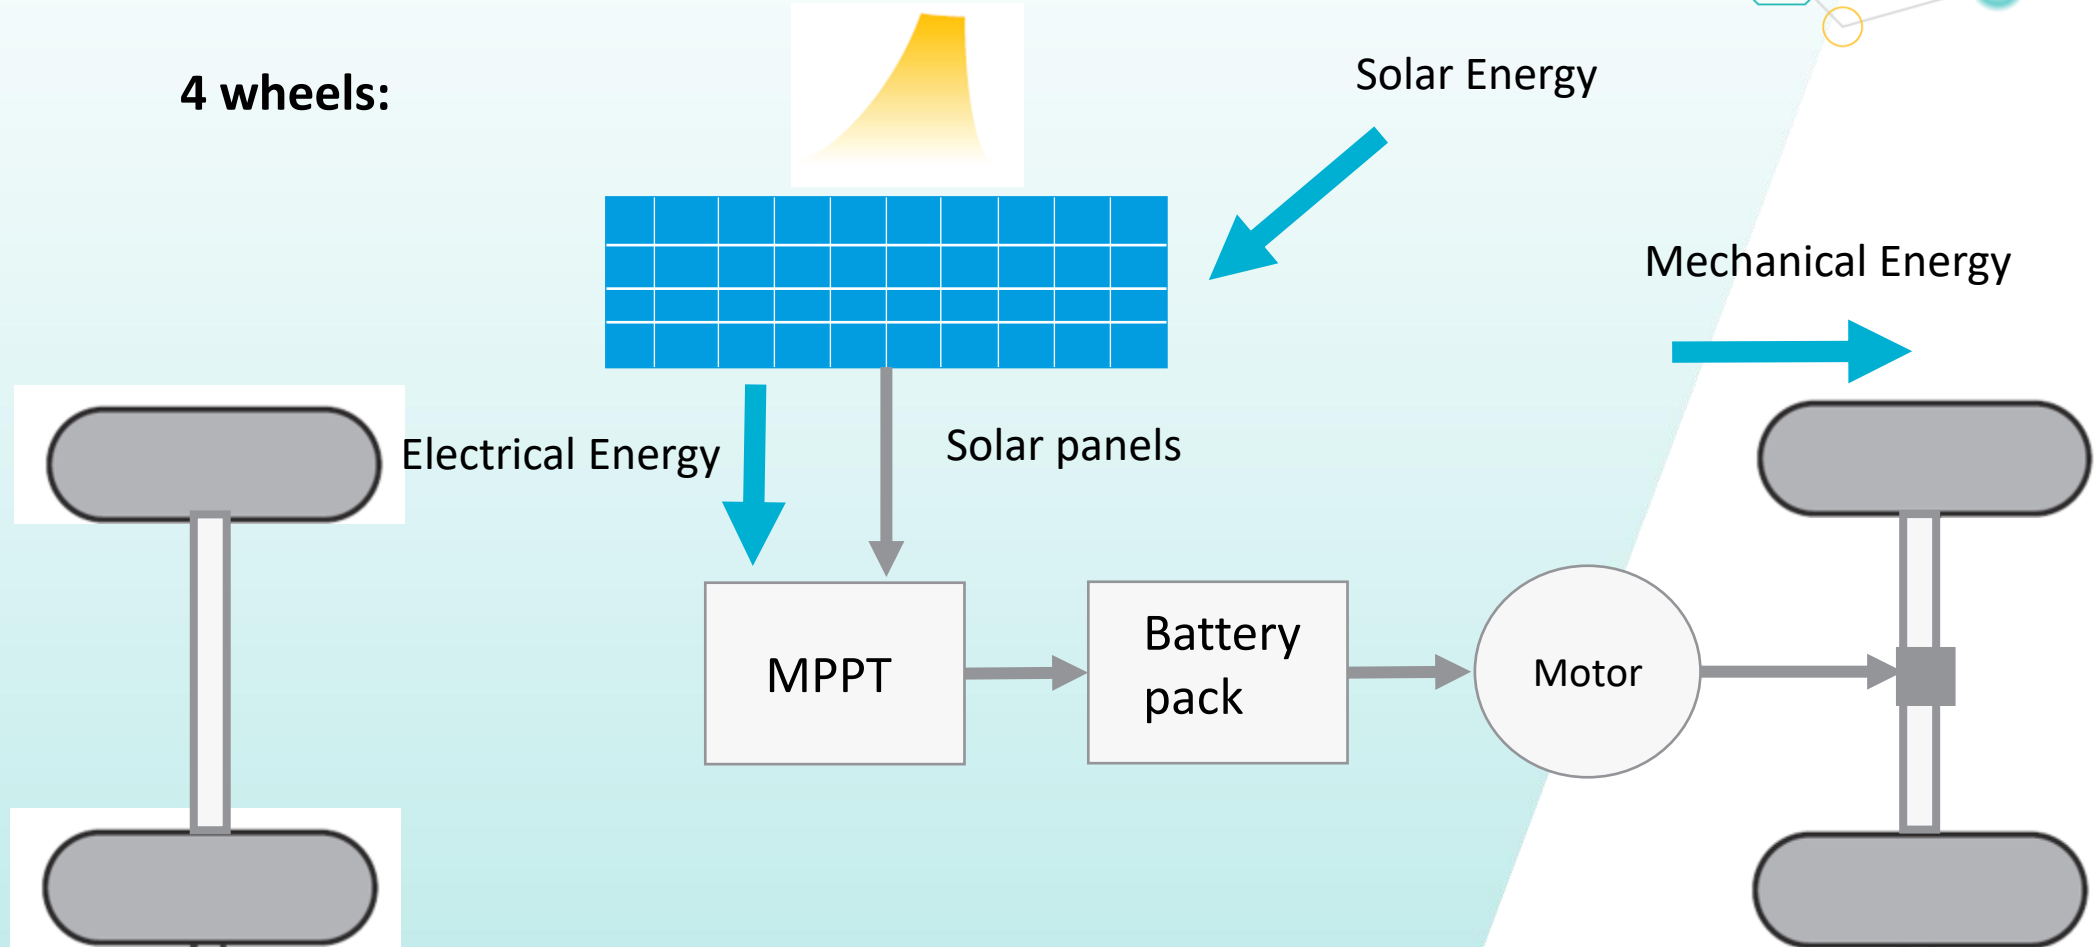 4 wheels:
Solar Energy
Mechanical Energy
Electrical Energy
Solar panels
MPPT
Battery
pack
Motor